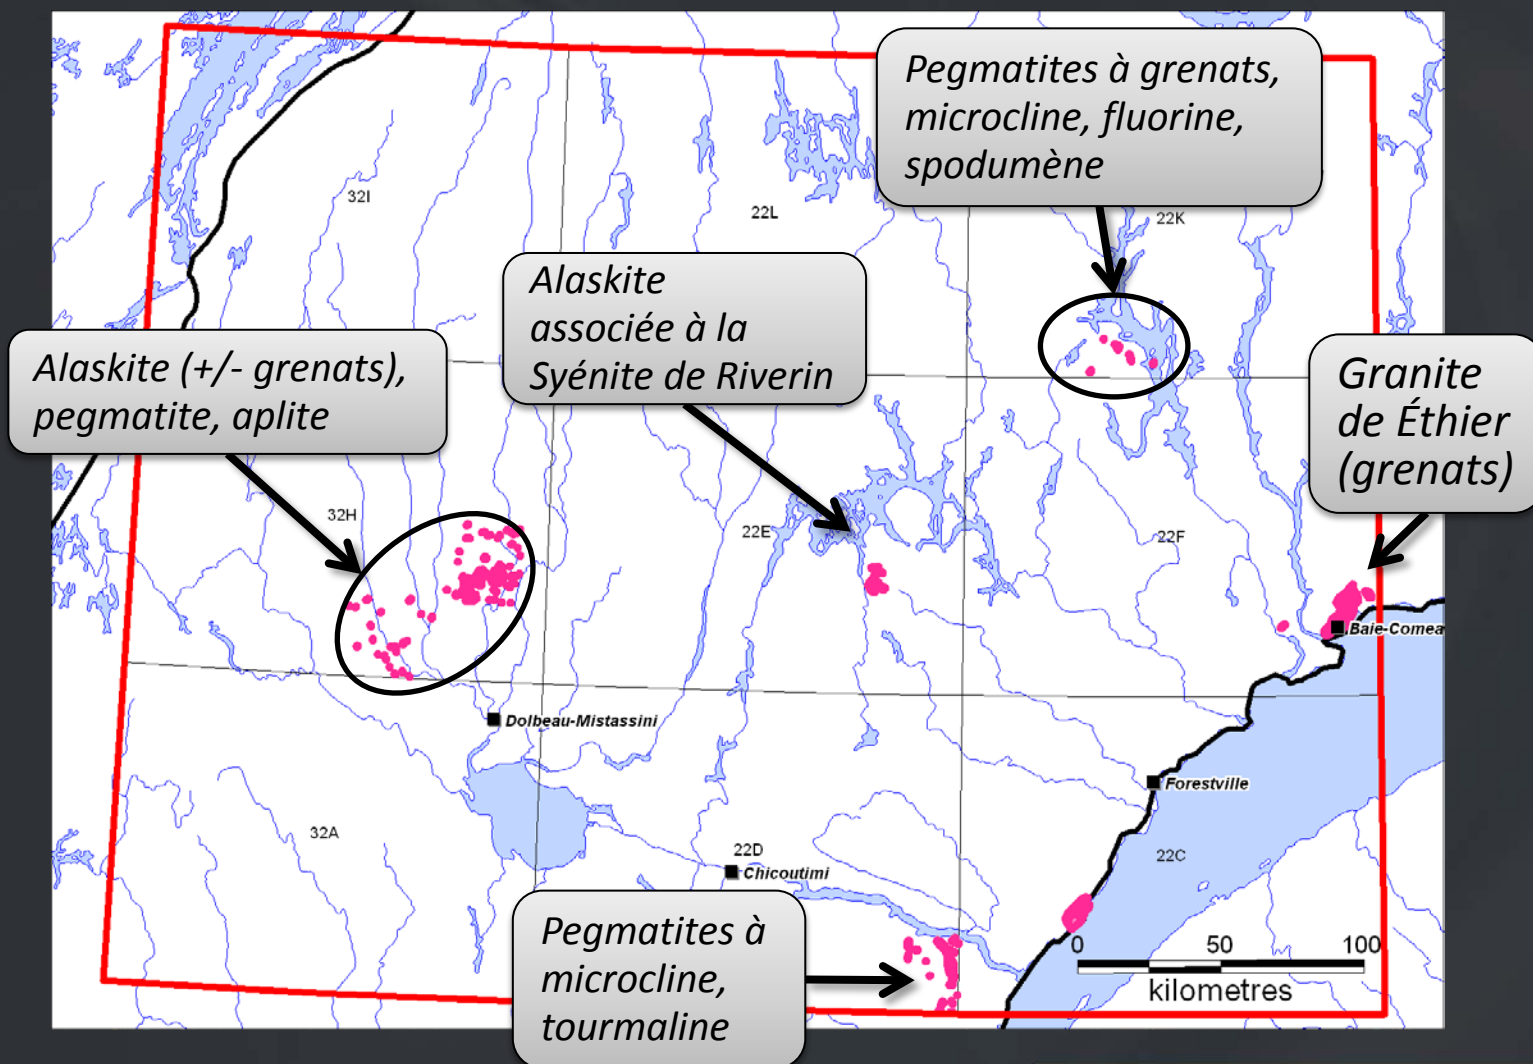 Pegmatites à grenats,
microcline, fluorine,
spodumène
32I
22L
22K
Alaskite
associée à la
Syénite de Riverin
Alaskite (+/- grenats),
pegmatite, aplite
Granite
de Éthier
(grenats)
32H
22E
22F
Baie-Comea
Dolbeau-Mistassini
Forestville
32A
22D
22C
Chicoutimi
Pegmatites à
microcline,
tourmaline
0 50 100
kilometres